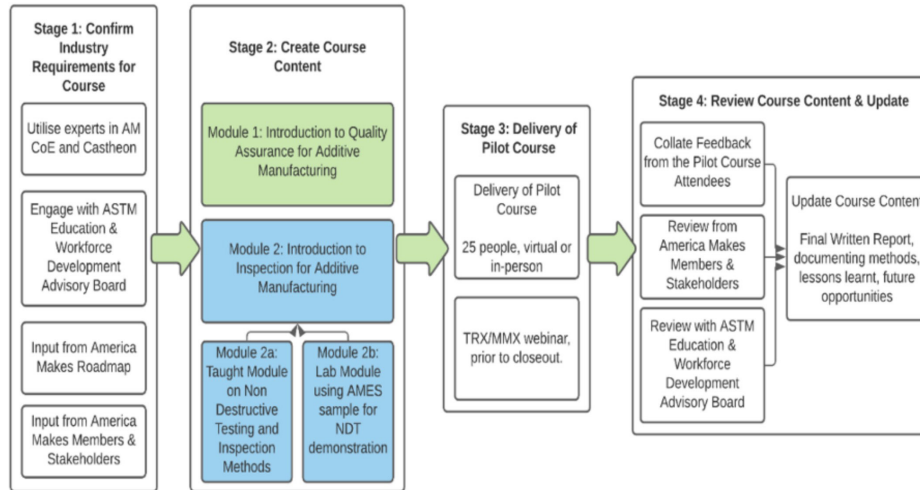 Stage 1: Confirm
Industry
Requirements for
Course
Utilise experts in AM
CoE and Castheon
Engage with ASTM
Education &
Workforce
Development
Advisory Board
Input from America
Makes Roadmap
Input from America
Makes Members &
Stakeholders
Stage 2: Create Course
Content
Module 1: Introduction to Quality
Assurance for Additive
Manufacturing
Module 2: Introduction to
Inspection for Additive
Manufacturing
Module 2a:
Taught Module
on Non
Destructive
Testing and
Inspection
Methods
Module 2b:
Lab Module
using AMES
sample for
NDT
demonstration
Stage 3: Delivery of
Pilot Course
Delivery of Pilot
Course
25 people, virtual or
in-person
TRX/MMX webinar,
prior to closeout.
Stage 4: Review Course Content & Update
Collate Feedback
from the Pilot Course
Attendees
Review from
America Makes
Members &
Stakeholders
Review with ASTM
Education &
Workforce
Development
Advisory Board
Update Course Content
Final Written Report,
documenting methods,
lessons learnt, future
opportunities